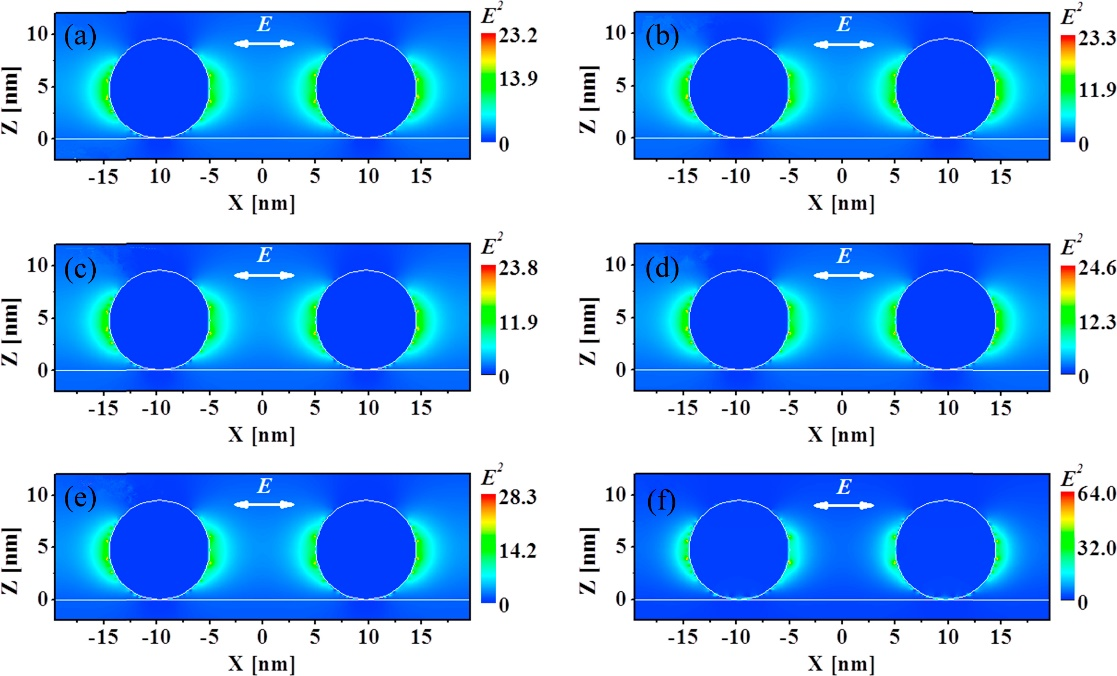 (a) E E² 23.2 13.9 0
10 5 0 Z [nm]
-15 10 -5 0 5 10 15
X [nm]
(b) E E² 23.3 11.9 0
10 5 0 Z [nm]
-15 10 -5 0 5 10 15
X [nm]
(c) E E² 23.8 11.9 0
10 5 0 Z [nm]
-15 -10 -5 0 5 10 15
X [nm]
(d) E E² 24.6 12.3 0
10 5 0 Z [nm]
-15 -10 -5 0 5 10 15
X [nm]
(e) E E² 28.3 14.2 0
10 5 0 Z [nm]
-15 10 -5 0 5 10 15
X [nm]
(f) E E² 64.0 32.0 0
10 5 0 Z [nm]
-15 10 -5 0 5 10 15
X [nm]